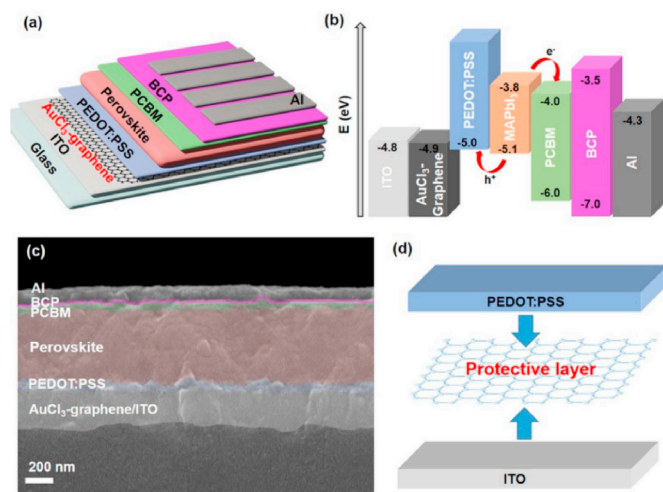 (a)
Glass
ITO
AuCl₃-graphene
PEDOT:PSS
Perovskite
PCBM
BCP
Al
(b)
E (eV)
-4.8
ITO
-4.9
AuCl₃-
Graphene
PEDOT:PSS
-5.0
-3.8
MAPbI₃
-5.1
e-
h⁺
-4.0
PCBM
-6.0
-3.5
BCP
-7.0
-4.3
Al
(c)
Al
BCP
PCBM
Perovskite
PEDOT:PSS
AuCl₃-graphene/ITO
200 nm
(d)
PEDOT:PSS
Protective layer
ITO